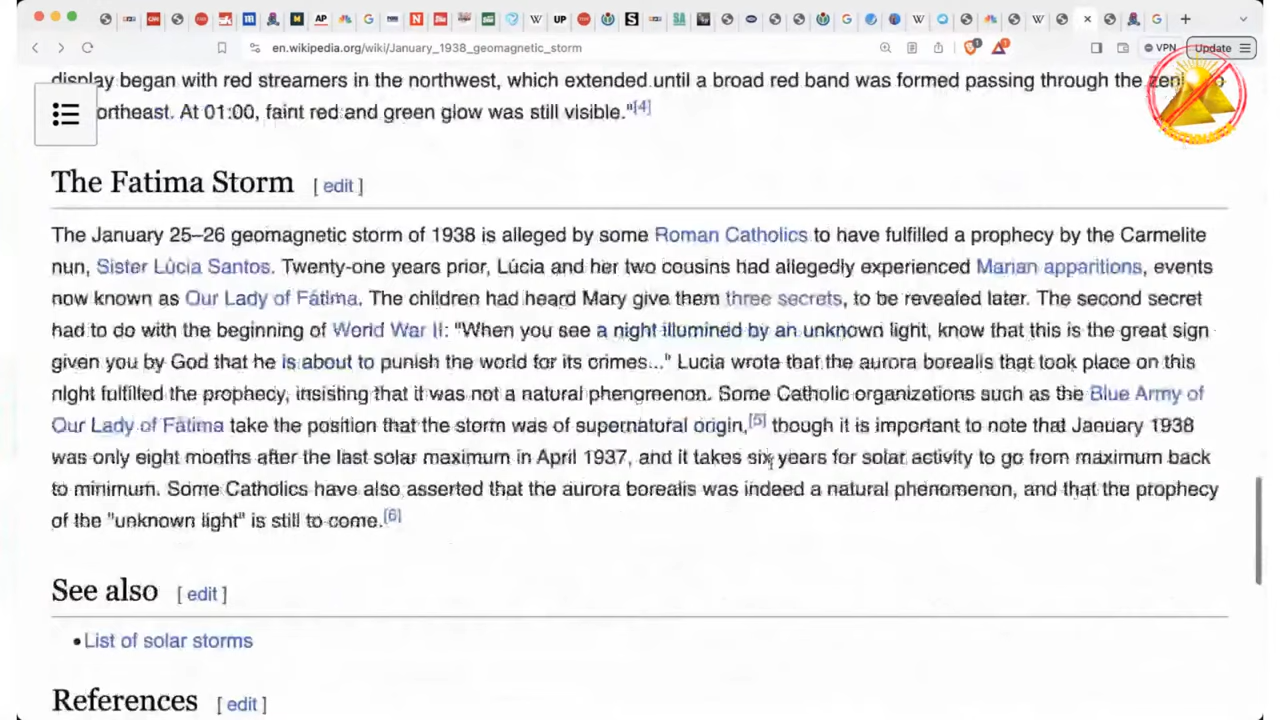 AP
UP
S
SA
W
G
en.wikipedia.org/wiki/January_1938_geomagnetic_storm
VPN
Update
display began with red streamers in the northwest, which extended until a broad red band was formed passing through the
ortheast. At 01:00, faint red and green glow was still visible."[4]
The Fatima Storm [ edit ]
The January 25–26 geomagnetic storm of 1938 is alleged by some Roman Catholics to have fulfilled a prophecy by the Carmelite
nun, Sister Lúcia Santos. Twenty-one years prior, Lúcia and her two cousins had allegedly experienced Marian apparitions, events
now known as Our Lady of Fátima. The children had heard Mary give them three secrets, to be revealed later. The second secret
had to do with the beginning of World War II: "When you see a night illumined by an unknown light, know that this is the great sign
given you by God that he is about to punish the world for its crimes..." Lucia wrota that the aurora borealis that took place on this
night fulfilled the prophecy, insisting that it was not a natural phengreenon. Some Catholic organizations such as the Blue Army of
Our Lady of Fátima take the position that the storm was of supernatural origin,[5] though it is important to note that January 1938
was only eight months after the last solar maximum in April 1937, and it takes six years for solar activity to go from maximum back
to minimum. Some Catholics have also asserted that the aurora borealis was indeed a natural phenomenon, and that the prophecy
of the "unknown light" is still to come.[6]
See also [ edit ]
•List of solar storms
References [ edit ]